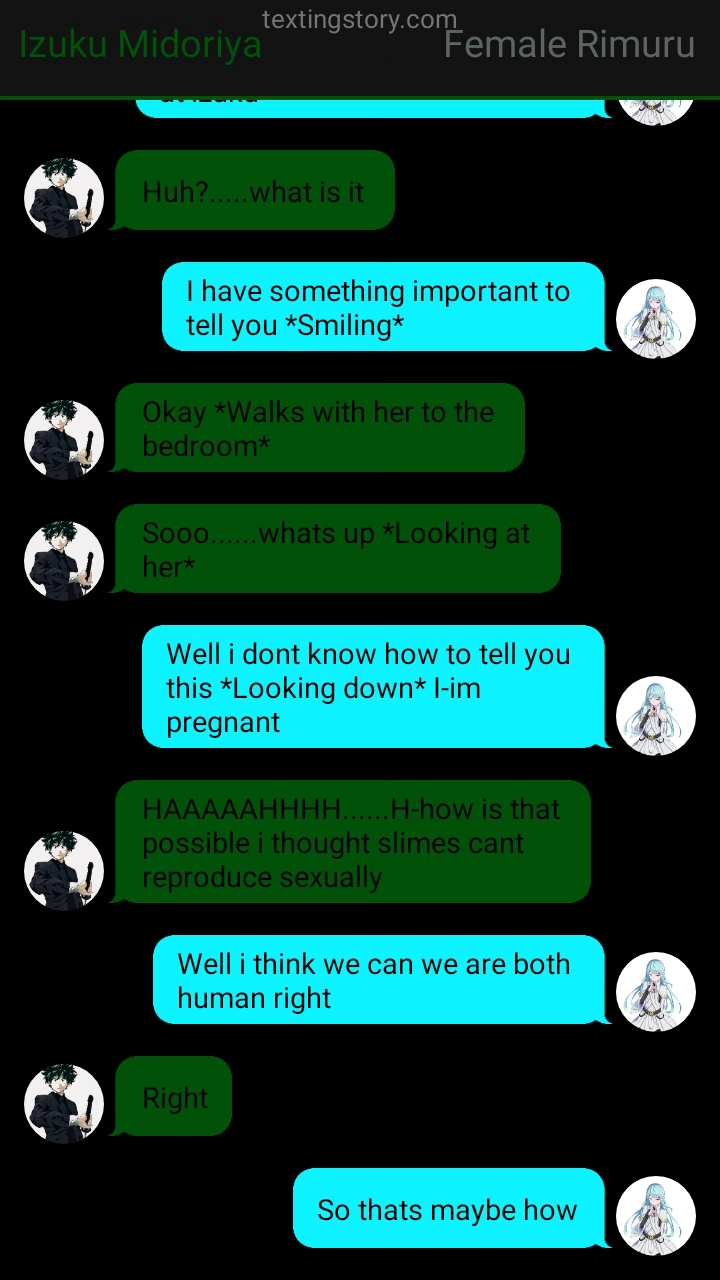 textingstory.com
Izuku Midoriya
Female Rimuru
at Izuku
Huh?.....what is it
I have something important to
tell you *Smiling*
Okay *Walks with her to the
bedroom*
Sooo......whats up *Looking at
her*
Well i dont know how to tell you
this *Looking down* I-im
pregnant
HAAAAAHHHH......H-how is that
possible i thought slimes cant
reproduce sexually
Well i think we can we are both
human right
Right
So thats maybe how